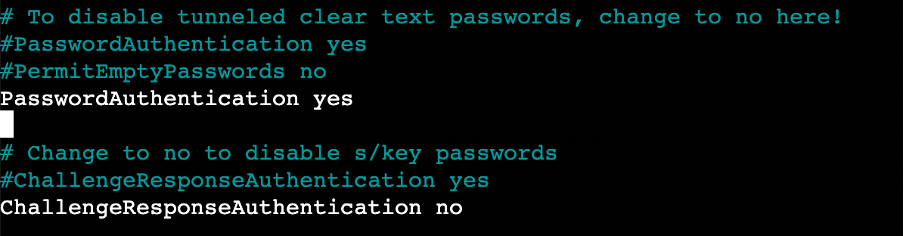 # To disable tunneled clear text passwords, change to no here!
#PasswordAuthentication yes
#PermitEmptyPasswords no
PasswordAuthentication yes
# Change to no to disable s/key passwords
#ChallengeResponseAuthentication yes
ChallengeResponseAuthentication no